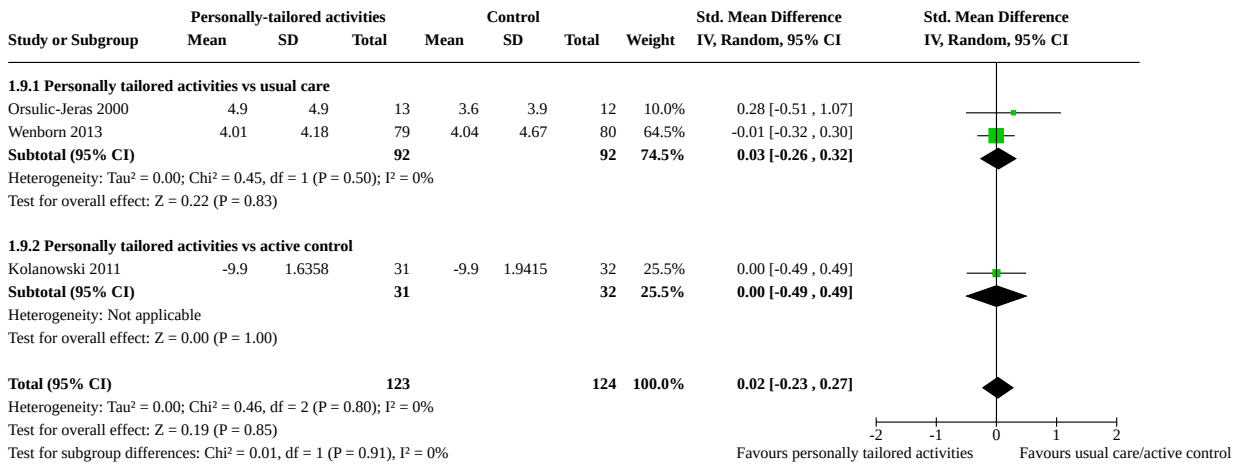 Personally-tailored activities Control Std. Mean Difference Std. Mean Difference
Study or Subgroup Mean SD Total Mean SD Total Weight IV, Random, 95% CI IV, Random, 95% CI
1.9.1 Personally tailored activities vs usual care
Orsulic-Jeras 2000 4.9 4.9 13 3.6 3.9 12 10.0% 0.28 [-0.51 , 1.07]
Wenborn 2013 4.01 4.18 79 4.04 4.67 80 64.5% -0.01 [-0.32 , 0.30]
Subtotal (95% CI) 92 92 74.5% 0.03 [-0.26 , 0.32]
Heterogeneity: Tau² = 0.00; Chi² = 0.45, df = 1 (P = 0.50); I² = 0%
Test for overall effect: Z = 0.22 (P = 0.83)
1.9.2 Personally tailored activities vs active control
Kolanowski 2011 -9.9 1.6358 31 -9.9 1.9415 32 25.5% 0.00 [-0.49 , 0.49]
Subtotal (95% CI) 31 32 25.5% 0.00 [-0.49 , 0.49]
Heterogeneity: Not applicable
Test for overall effect: Z = 0.00 (P = 1.00)
Total (95% CI) 123 124 100.0% 0.02 [-0.23 , 0.27]
Heterogeneity: Tau² = 0.00; Chi² = 0.46, df = 2 (P = 0.80); I² = 0%
Test for overall effect: Z = 0.19 (P = 0.85)
-2 -1 0 1 2
Test for subgroup differences: Chi² = 0.01, df = 1 (P = 0.91), I² = 0% Favours personally tailored activities Favours usual care/active control